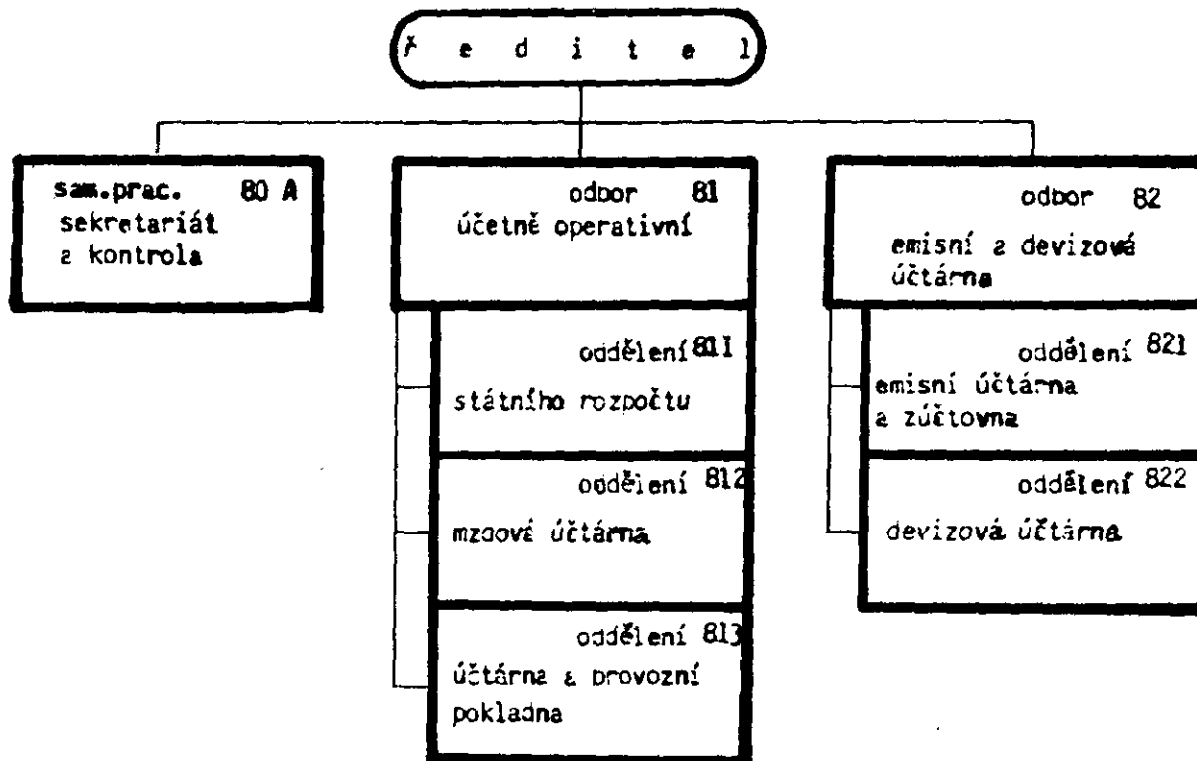 Ř e d i t e l
sam.prac. 80 A
sekretariát
a kontrola
odbor 81
účetně operativní
oddělení 811
státního rozpočtu
oddělení 812
mzdová účtárna
oddělení 813
účtárna a provozní
pokladna
odbor 82
emisní a devizová
účtárna
oddělení 821
emisní účtárna
a zúčtovna
oddělení 822
devizová účtárna